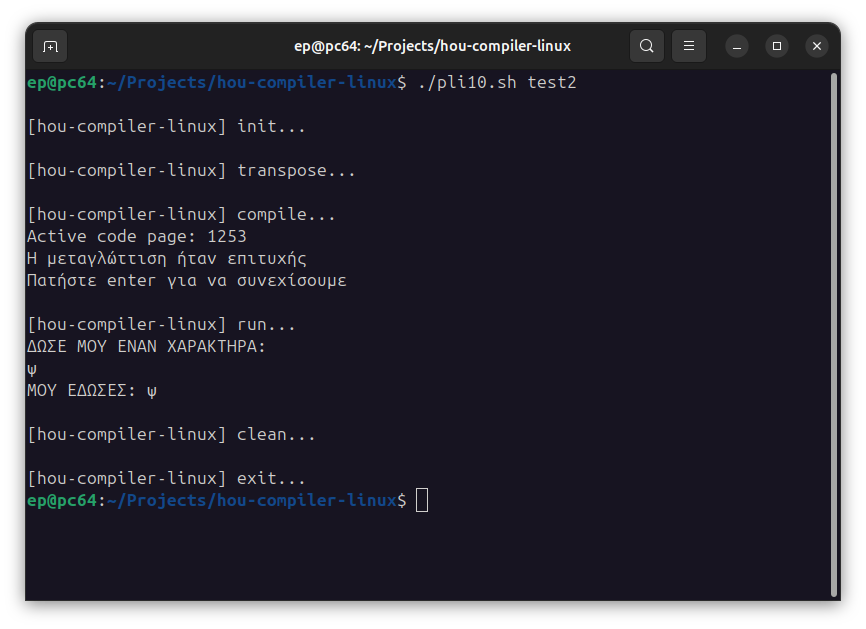 ep@pc64: ~/Projects/hou-compiler-linux
ep@pc64:~/Projects/hou-compiler-linux$ ./pli10.sh test2
[hou-compiler-linux] init...
[hou-compiler-linux] transpose...
[hou-compiler-linux] compile...
Active code page: 1253
Η μεταγλώττιση ήταν επιτυχής
Πατήστε enter για να συνεχίσουμε
[hou-compiler-linux] run...
ΔΩΣΕ ΜΟΥ ΕΝΑΝ ΧΑΡΑΚΤΗΡΑ:
ψ
ΜΟΥ ΕΔΩΣΕΣ: ψ
[hou-compiler-linux] clean...
[hou-compiler-linux] exit...
ep@pc64:~/Projects/hou-compiler-linux$